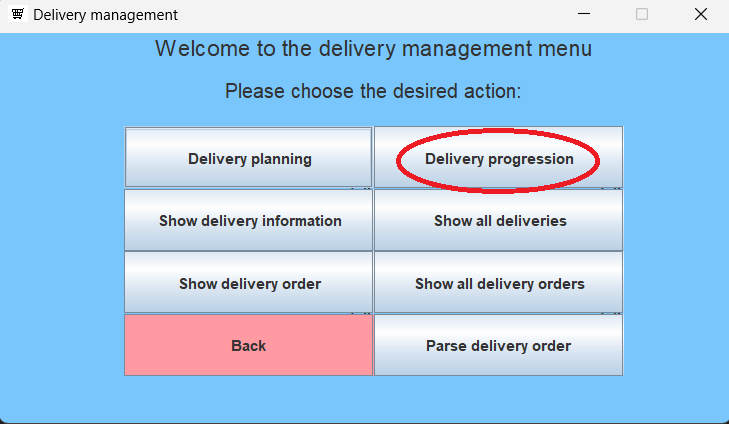 Delivery management
Welcome to the delivery management menu
Please choose the desired action:
Delivery planning
Delivery progression
Show delivery information
Show all deliveries
Show delivery order
Show all delivery orders
Back
Parse delivery order